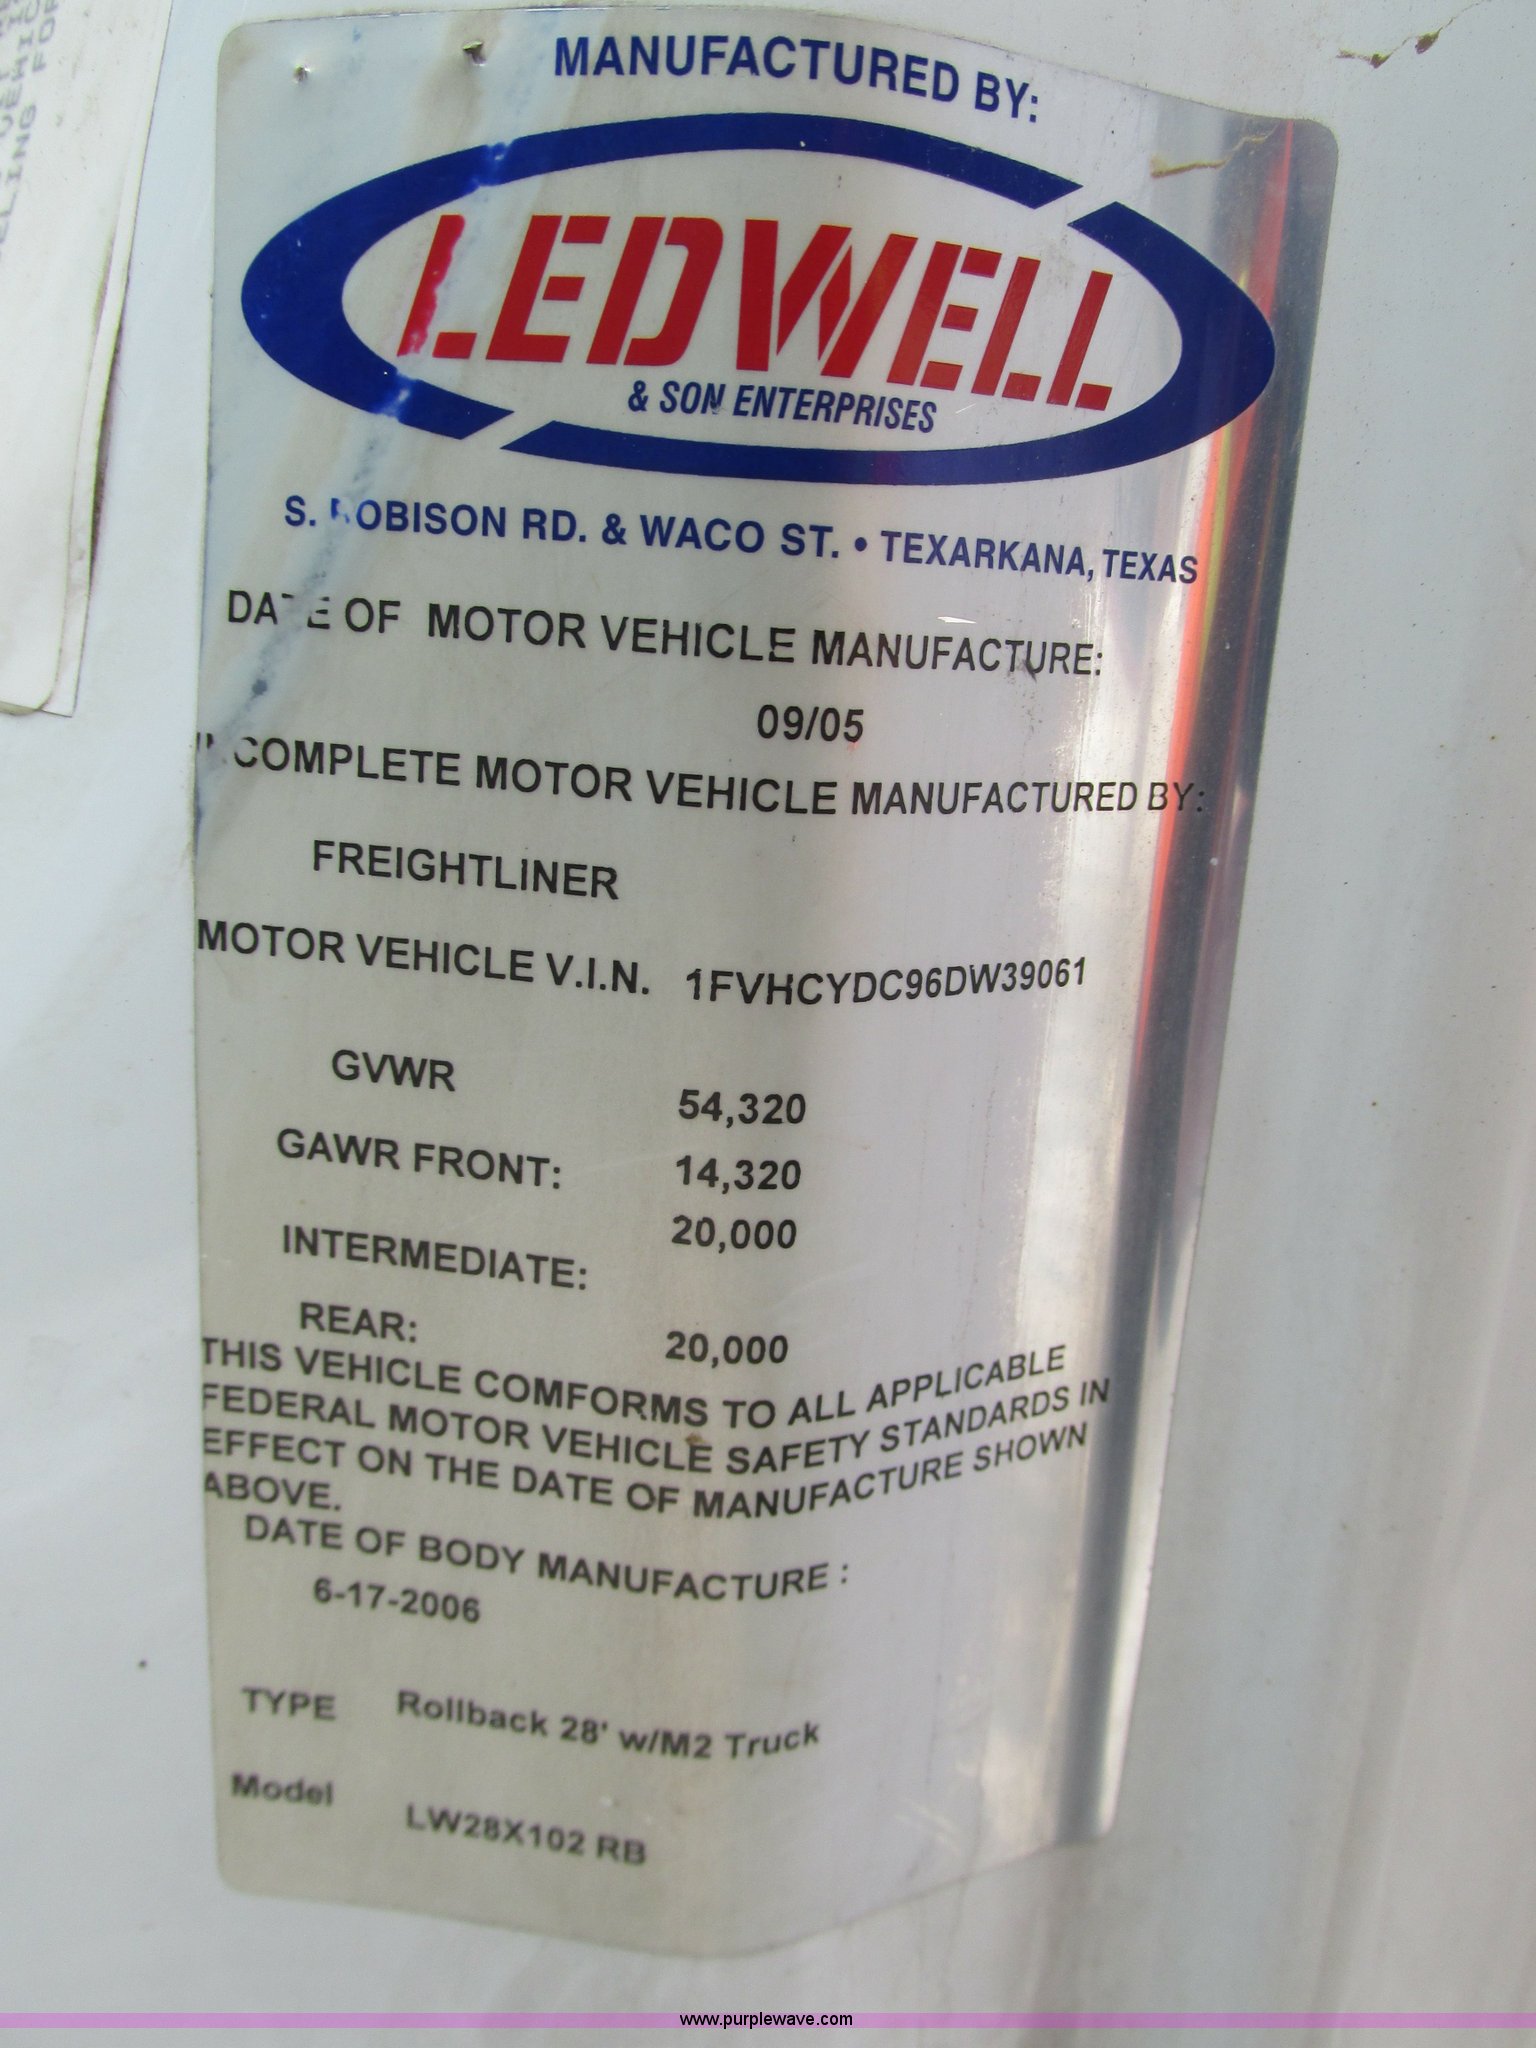 MANUFACTURED BY:
LEDWELL
& SON ENTERPRISES
S. ROBISON RD. & WACO ST. • TEXARKANA, TEXAS
DATE OF MOTOR VEHICLE MANUFACTURE:
09/05
INCOMPLETE MOTOR VEHICLE MANUFACTURED BY:
FREIGHTLINER
MOTOR VEHICLE V.I.N. 1FVHCYDC96DW39061
GVWR 54,320
GAWR FRONT: 14,320
INTERMEDIATE: 20,000
REAR: 20,000
THIS VEHICLE COMFORMS TO ALL APPLICABLE
FEDERAL MOTOR VEHICLE SAFETY STANDARDS IN
EFFECT ON THE DATE OF MANUFACTURE SHOWN
ABOVE.
DATE OF BODY MANUFACTURE :
6-17-2006
TYPE Rollback 28' w/M2 Truck
Model LW28X102 RB
www.purplewave.com